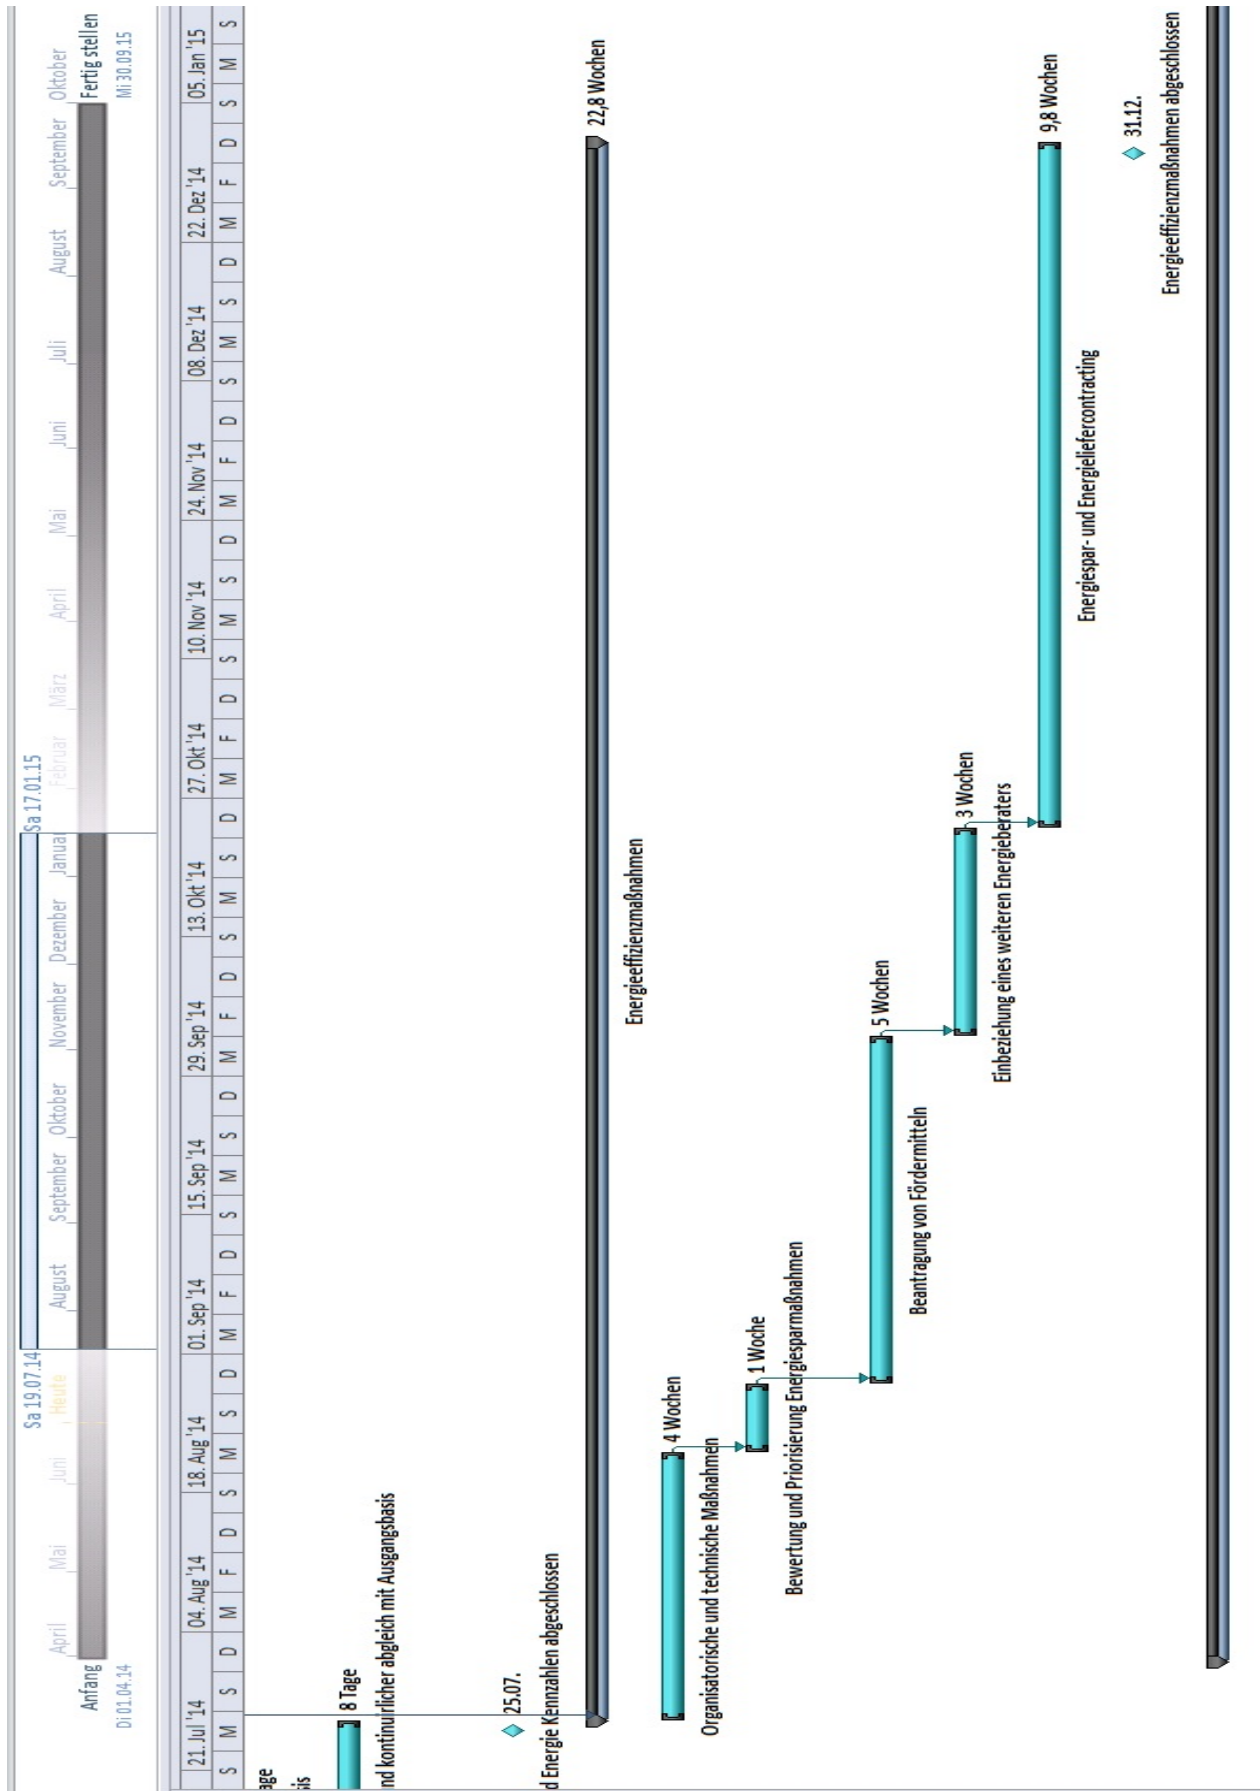 Sa 19.07.14 Sa 17.01.15
April Mai Juni Heute August September Oktober November Dezember Januar Februar März April Mai Juni Juli August September Oktober
Anfang Fertig stellen
Di 01.04.14 Mi 30.09.15
21. Jul '14 04. Aug '14 18. Aug '14 01. Sep '14 15. Sep '14 29. Sep '14 13. Okt '14 27. Okt '14 10. Nov '14 24. Nov '14 08. Dez '14 22. Dez '14 05. Jan '15
S M S D M F D S M S D M F D S M S D M F D S M S D M F D S M S D M F D S M S D M F D S M S
age
is
8 Tage
nd kontinuirlicher abgleich mit Ausgangsbasis
25.07.
d Energie Kennzahlen abgeschlossen
22,8 Wochen
Energieeffizienzmaßnahmen
4 Wochen
Organisatorische und technische Maßnahmen
1 Woche
Bewertung und Priorisierung Energiesparmaßnahmen
5 Wochen
Beantragung von Fördermitteln
3 Wochen
Einbeziehung eines weiteren Energieberaters
9,8 Wochen
Energiespar- und Energieliefercontracting
31.12.
Energieeffizienzmaßnahmen abgeschlossen